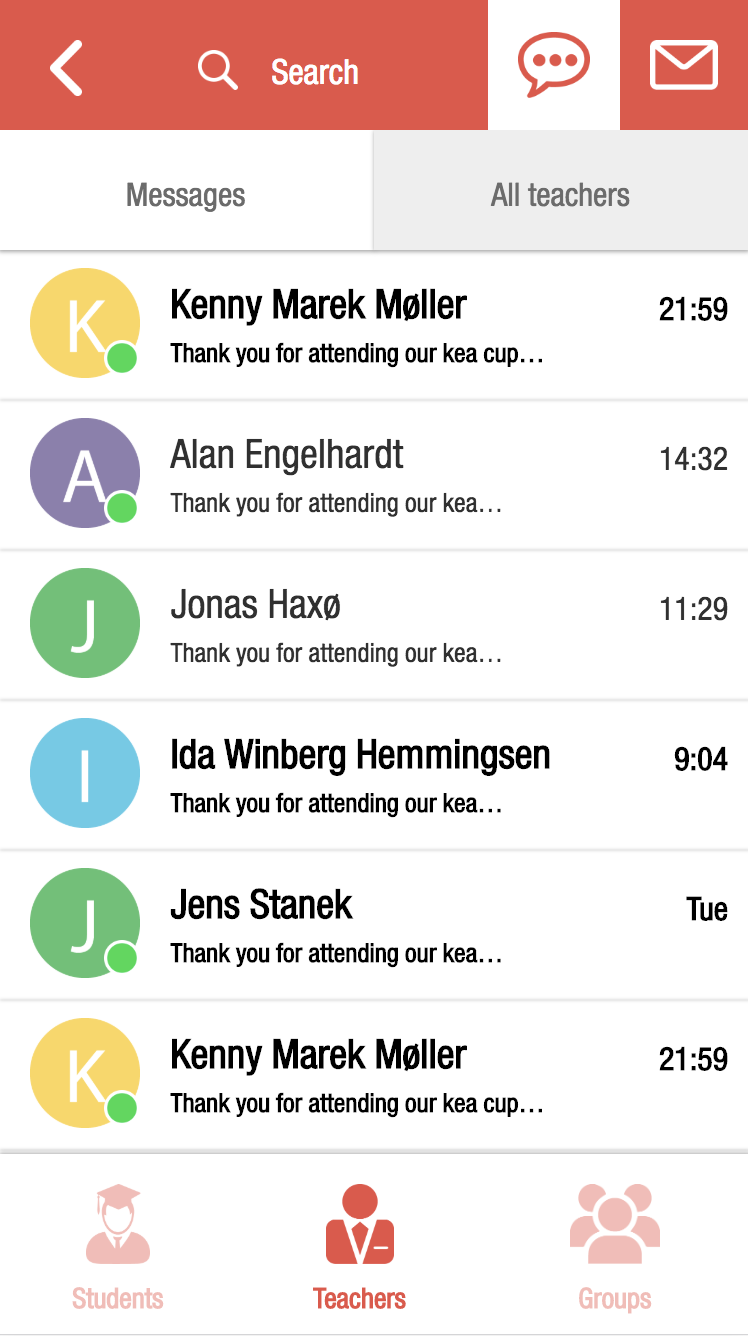 Search
Messages
All teachers
K
Kenny Marek Møller
21:59
Thank you for attending our kea cup…
A
Alan Engelhardt
14:32
Thank you for attending our kea…
J
Jonas Haxø
11:29
Thank you for attending our kea…
I
Ida Winberg Hemmingsen
9:04
Thank you for attending our kea…
J
Jens Stanek
Tue
Thank you for attending our kea…
K
Kenny Marek Møller
21:59
Thank you for attending our kea cup…
Students
Teachers
Groups